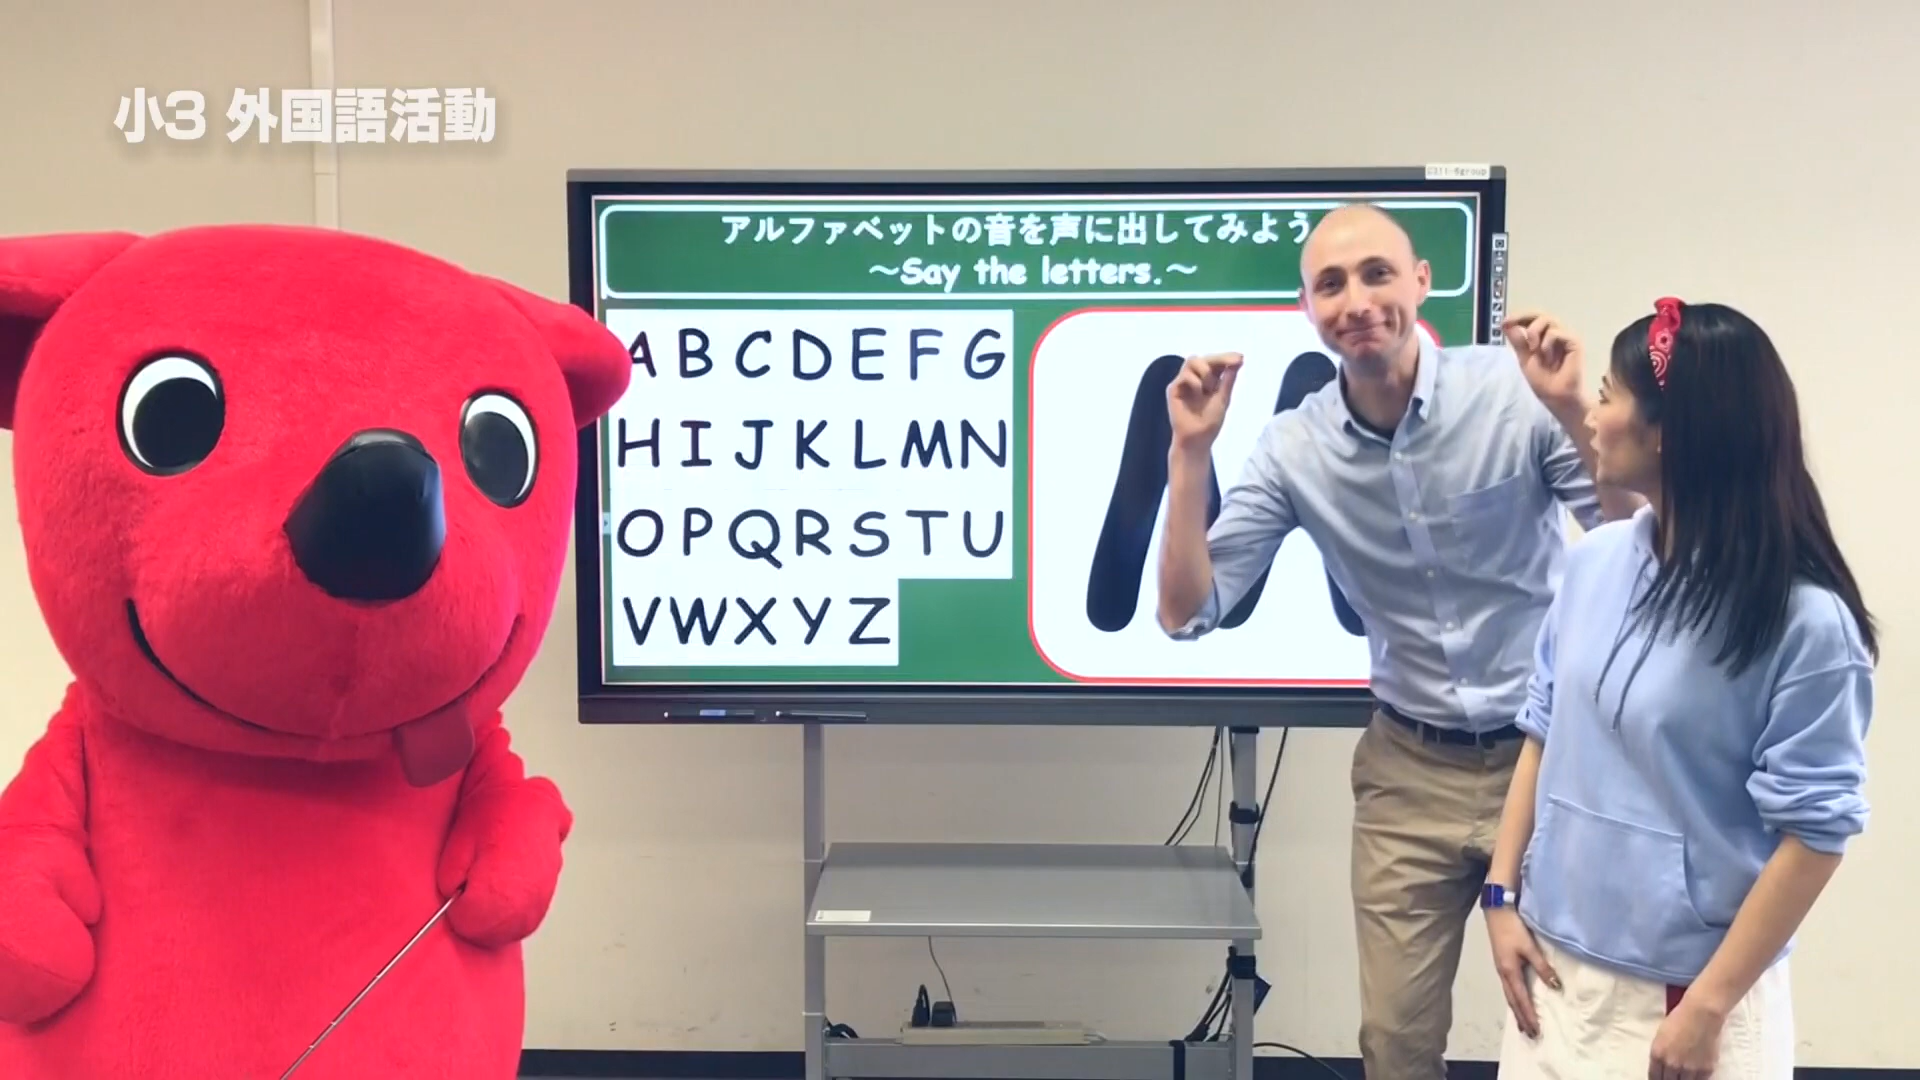 小3 外国語活動
アルファベットの音を声に出してみよう
～Say the letters.～
A B C D E F G
H I J K L M N
O P Q R S T U
V W X Y Z
M